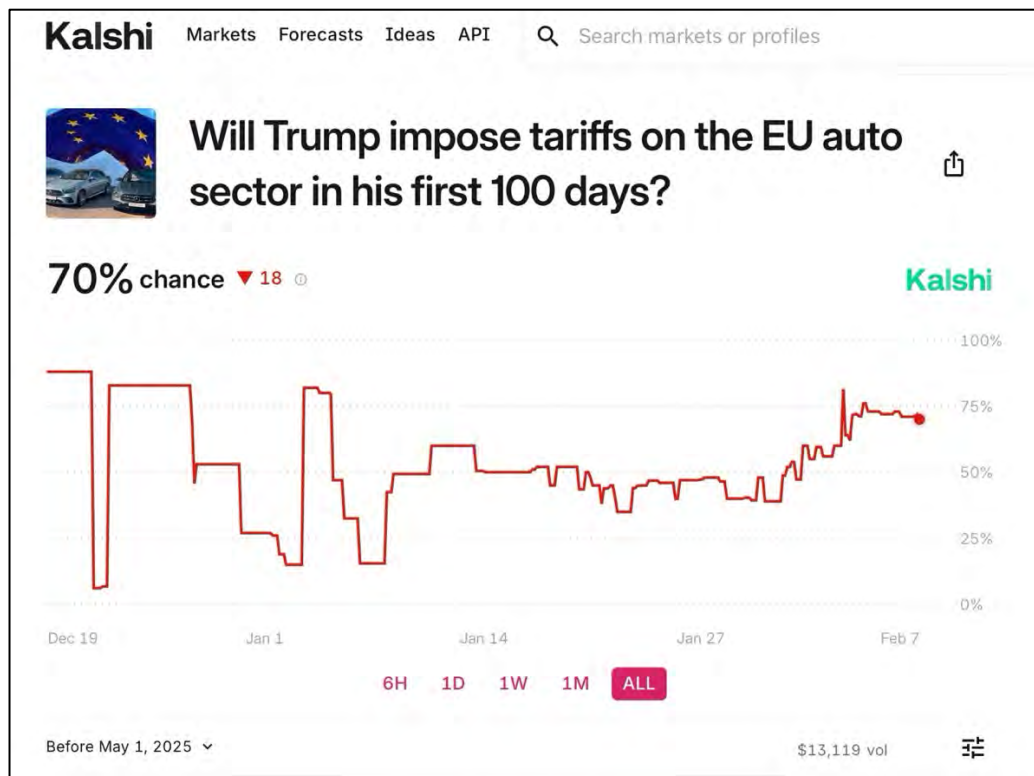 Kalshi Markets Forecasts Ideas API Search markets or profiles
Will Trump impose tariffs on the EU auto
sector in his first 100 days?
70% chance ▼ 18
Kalshi
100%
75%
50%
25%
0%
Dec 19 Jan 1 Jan 14 Jan 27 Feb 7
6H 1D 1W 1M ALL
Before May 1, 2025 $13,119 vol